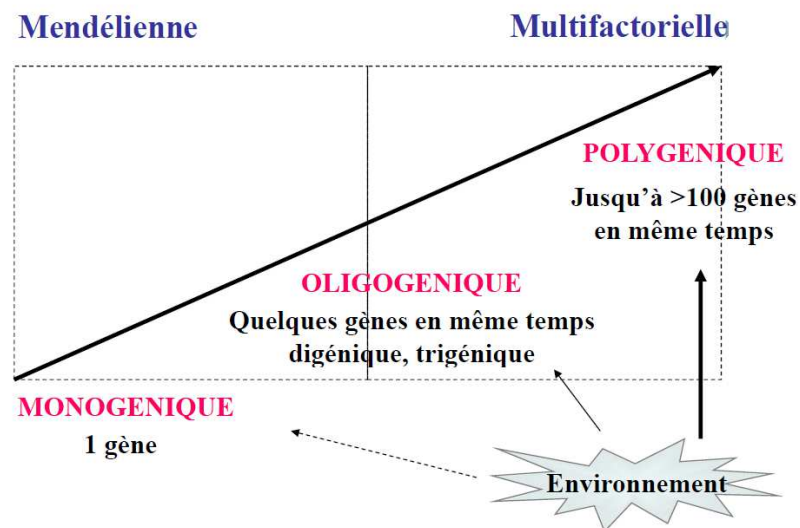 Mendélienne
Multifactorielle
POLYGENIQUE
Jusqu'à >100 gènes
en même temps
OLIGOGENIQUE
Quelques gènes en même temps
digénique, trigénique
MONOGENIQUE
1 gène
Environnement